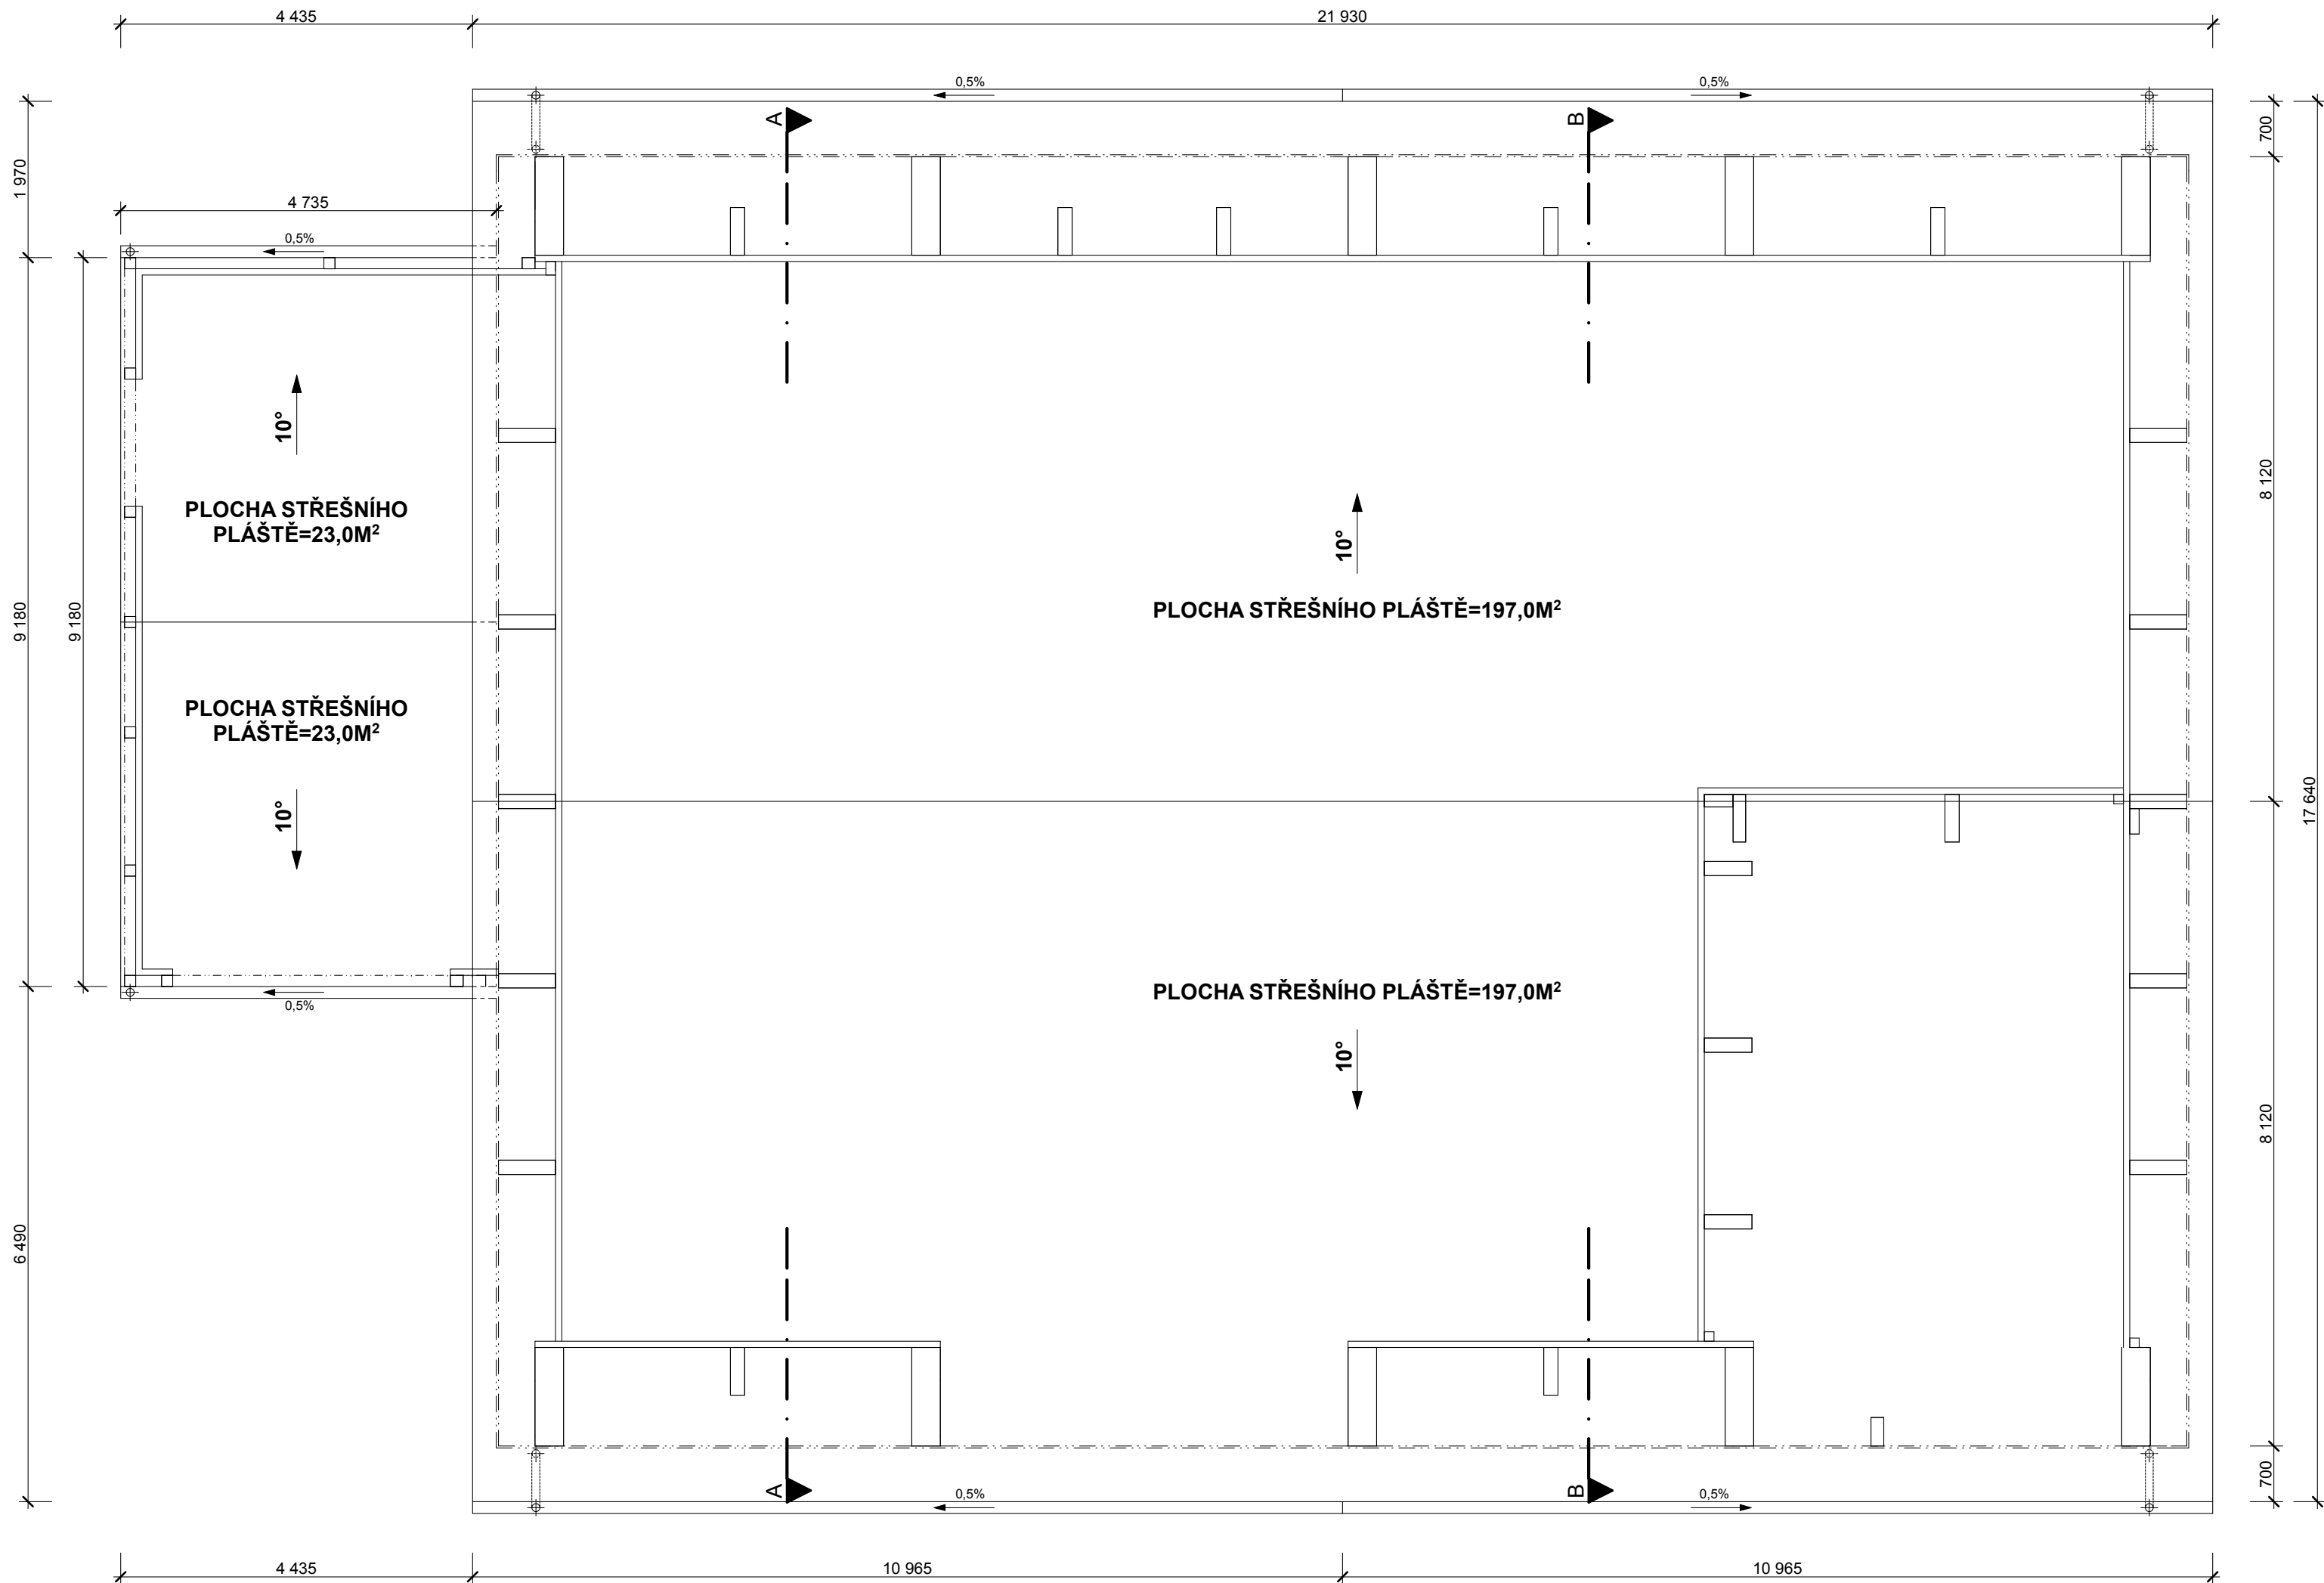 4 435
21 930
0,5%
0,5%
A
B
700
1 970
4 735
0,5%
10°
8 120
PLOCHA STŘEŠNÍHO
PLÁŠTĚ=23,0M²
10°
PLOCHA STŘEŠNÍHO PLÁŠTĚ=197,0M²
9 180
9 180
PLOCHA STŘEŠNÍHO
PLÁŠTĚ=23,0M²
10°
17 640
PLOCHA STŘEŠNÍHO PLÁŠTĚ=197,0M²
0,5%
10°
8 120
6 490
700
A
B
0,5%
0,5%
4 435
10 965
10 965